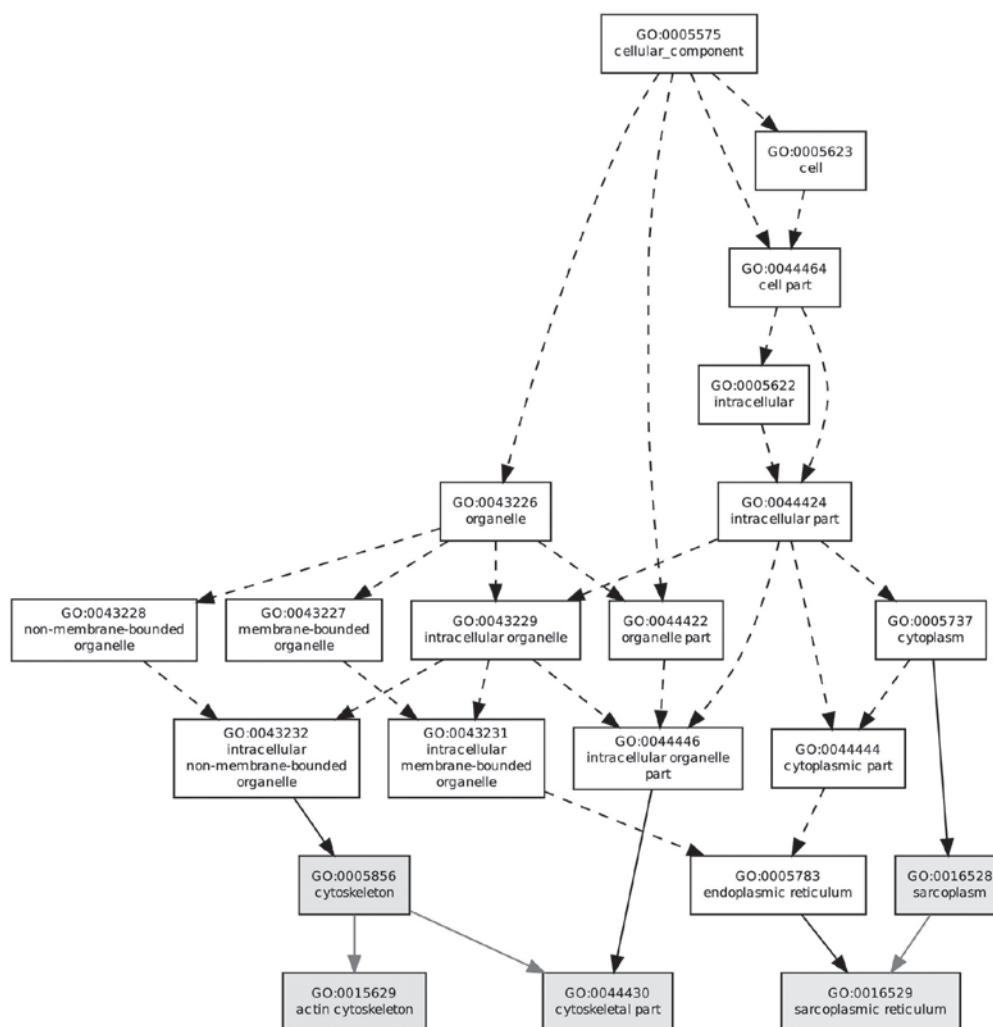 GO:0005575
cellular_component
GO:0005623
cell
GO:0044464
cell part
GO:0005622
intracellular
GO:0043226
organelle
GO:0044424
intracellular part
GO:0043228
non-membrane-bounded
organelle
GO:0043227
membrane-bounded
organelle
GO:0043229
intracellular organelle
GO:0044422
organelle part
GO:0005737
cytoplasm
GO:0043232
intracellular
non-membrane-bounded
organelle
GO:0043231
intracellular
membrane-bounded
organelle
GO:0044446
intracellular organelle
part
GO:0044444
cytoplasmic part
GO:0005856
cytoskeleton
GO:0005783
endoplasmic reticulum
GO:0016528
sarcoplasm
GO:0015629
actin cytoskeleton
GO:0044430
cytoskeletal part
GO:0016529
sarcoplasmic reticulum